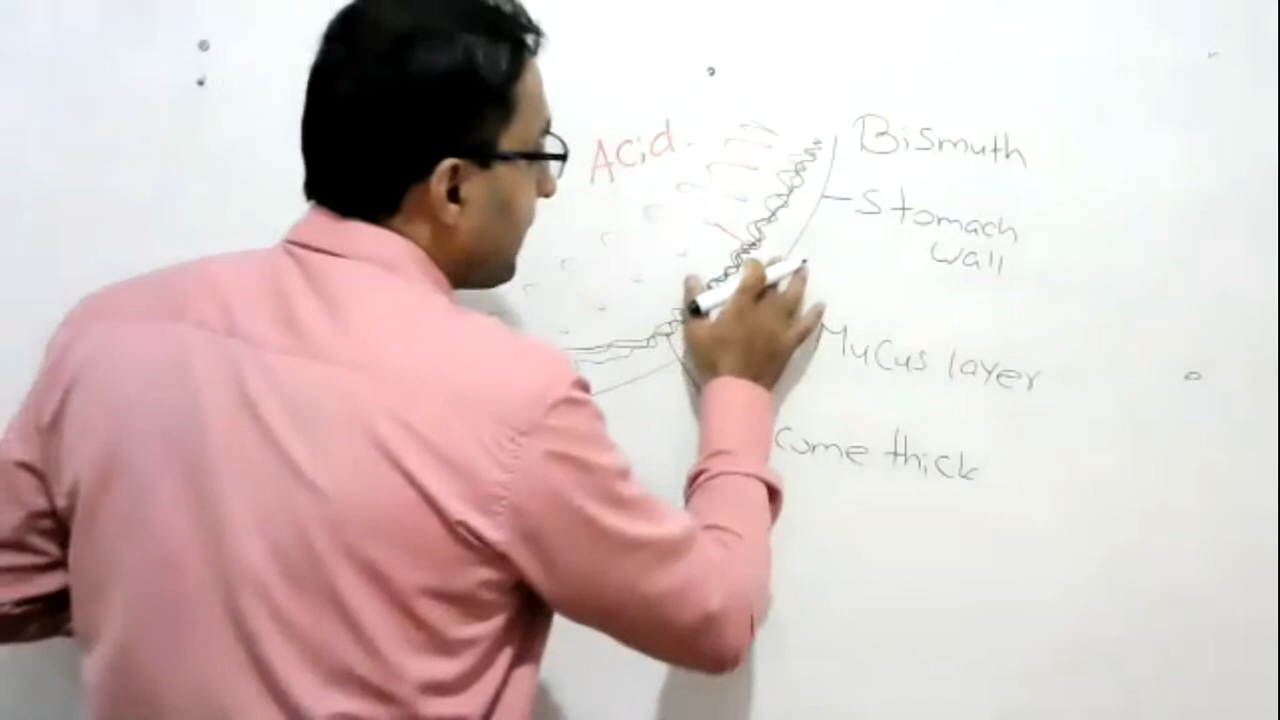 Acid.
Bismuth
Stomach
wall
Mucus layer
come thick